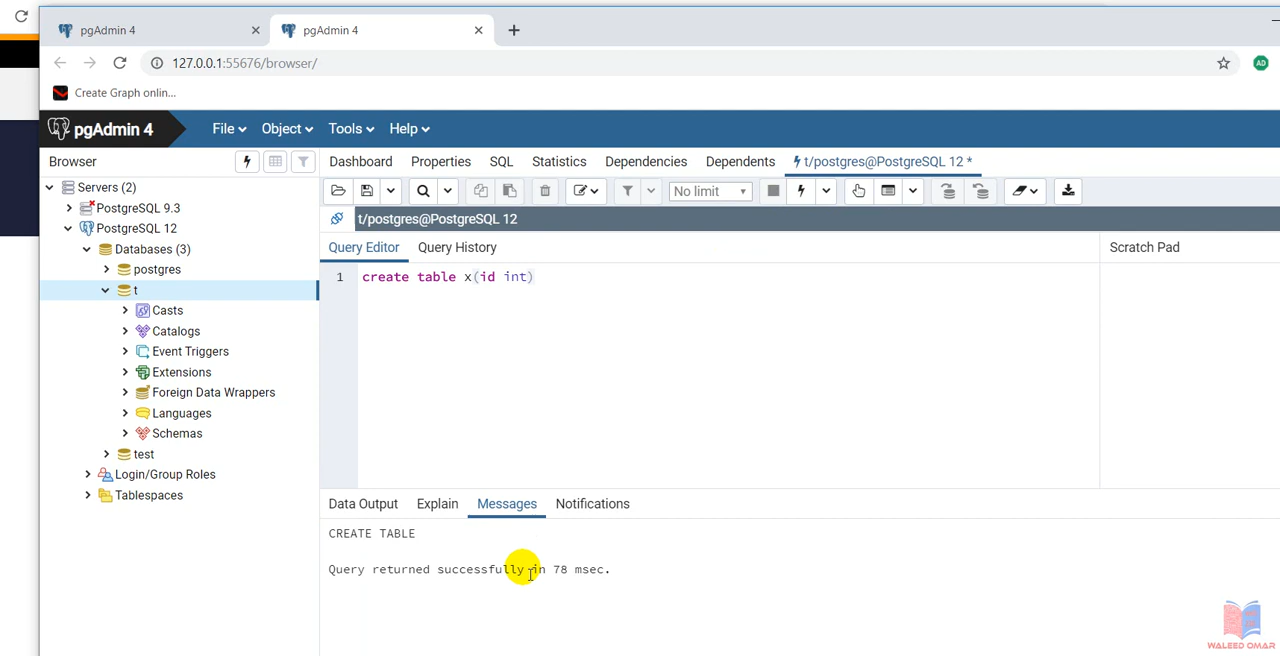 pgAdmin 4
pgAdmin 4
127.0.0.1:55676/browser/
AD
Create Graph onlin...
pgAdmin 4
File
Object
Tools
Help
Browser
Dashboard
Properties
SQL
Statistics
Dependencies
Dependents
t/postgres@PostgreSQL 12 *
Servers (2)
PostgreSQL 9.3
PostgreSQL 12
Databases (3)
postgres
t
Casts
Catalogs
Event Triggers
Extensions
Foreign Data Wrappers
Languages
Schemas
test
Login/Group Roles
Tablespaces
No limit
t/postgres@PostgreSQL 12
Query Editor
Query History
Scratch Pad
1 create table x(id int)
Data Output
Explain
Messages
Notifications
CREATE TABLE
Query returned successfully in 78 msec.
WALEED OMAR